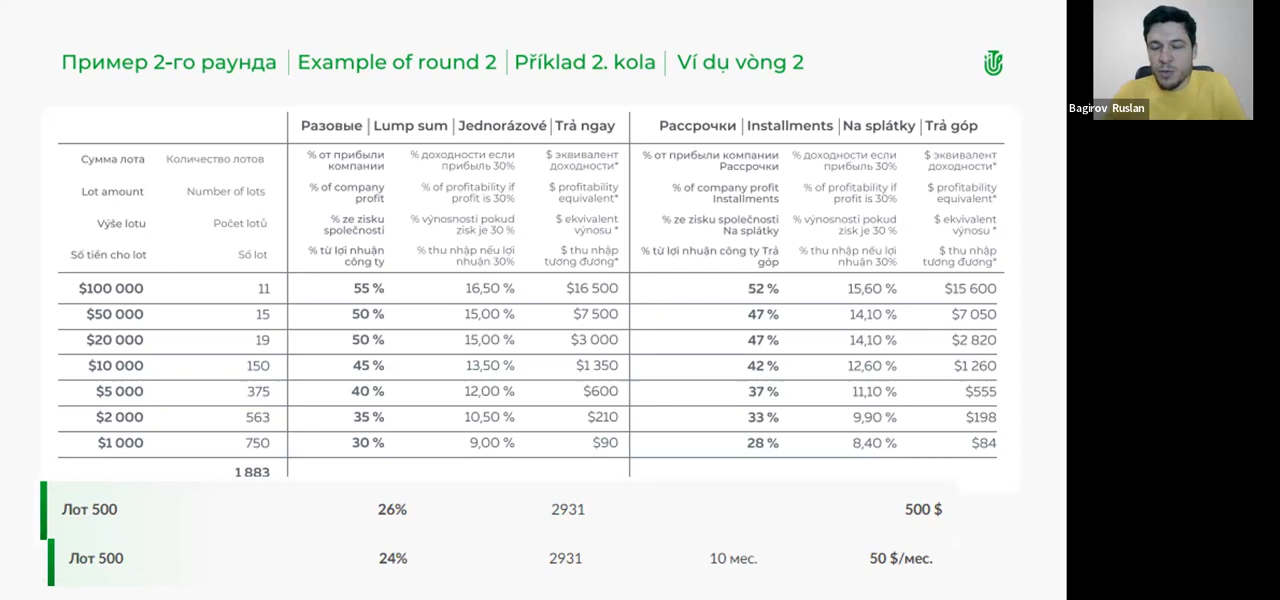 Пример 2-го раунда | Example of round 2 | Příklad 2. kola | Ví dụ vòng 2
Bagirov Ruslan
Разовые | Lump sum | Jednorázové | Trả ngay
Рассрочки | Installments | Na splátky | Trả góp
Сумма лота Количество лотов % от прибыли компании % доходности если прибыль 30% $ эквивалент доходности* % от прибыли компании Рассрочки % доходности если прибыль 30% $ эквивалент доходности*
Lot amount Number of lots % of company profit % of profitability if profit is 30% $ profitability equivalent* % of company profit Installments % of profitability if profit is 30% $ profitability equivalent*
Výše lotu Počet lotů % ze zisku společnosti % výnosnosti pokud zisk je 30 % $ ekvivalent výnosu * % ze zisku společnosti Na splátky % výnosnosti pokud zisk je 30 % $ ekvivalent výnosu *
Số tiền cho lot Số lot % từ lợi nhuận công ty % thu nhập nếu lợi nhuận 30% $ thu nhập tương đương* % từ lợi nhuận công ty Trả góp % thu nhập nếu lợi nhuận 30% $ thu nhập tương đương*
$100 000 11 55 % 16,50 % $16 500 52 % 15,60 % $15 600
$50 000 15 50 % 15,00 % $7 500 47 % 14,10 % $7 050
$20 000 19 50 % 15,00 % $3 000 47 % 14,10 % $2 820
$10 000 150 45 % 13,50 % $1 350 42 % 12,60 % $1 260
$5 000 375 40 % 12,00 % $600 37 % 11,10 % $555
$2 000 563 35 % 10,50 % $210 33 % 9,90 % $198
$1 000 750 30 % 9,00 % $90 28 % 8,40 % $84
1 883
Лот 500 26% 2931 500 $
Лот 500 24% 2931 10 мес. 50 $/мес.